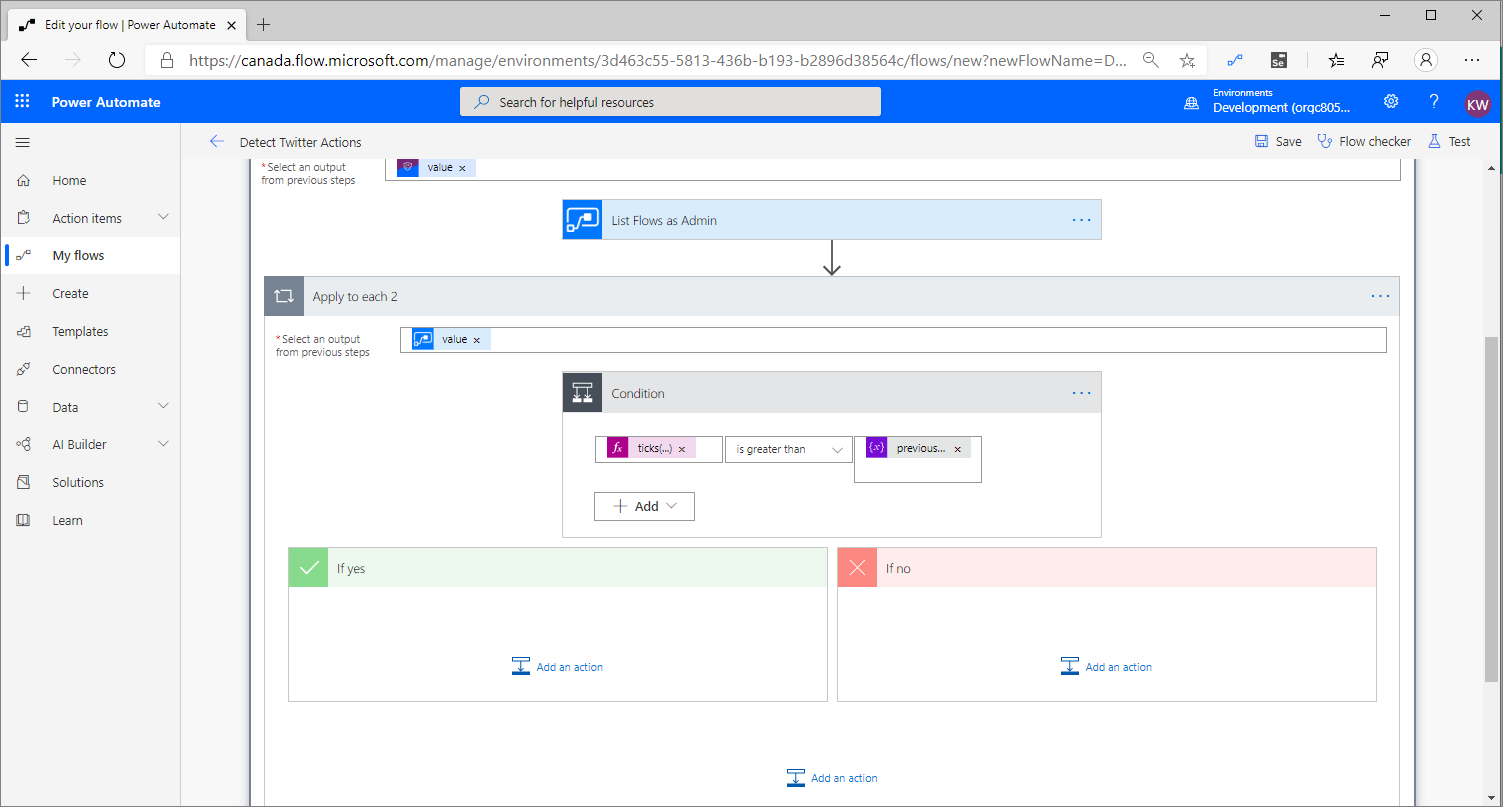 Edit your flow | Power Automate
https://canada.flow.microsoft.com/manage/environments/3d463c55-5813-436b-b193-b2896d38564c/flows/new?newFlowName=D...
Se
Power Automate
Search for helpful resources
Environments
Development (orgc805...
?
KW
Detect Twitter Actions
Save
Flow checker
Test
Home
Action items
My flows
Create
Templates
Connectors
Data
AI Builder
Solutions
Learn
*Select an output
from previous steps
value x
List Flows as Admin
Apply to each 2
*Select an output
from previous steps
value x
Condition
fx ticks(...) x
is greater than
{x} previous... x
+ Add
If yes
Add an action
If no
Add an action
Add an action